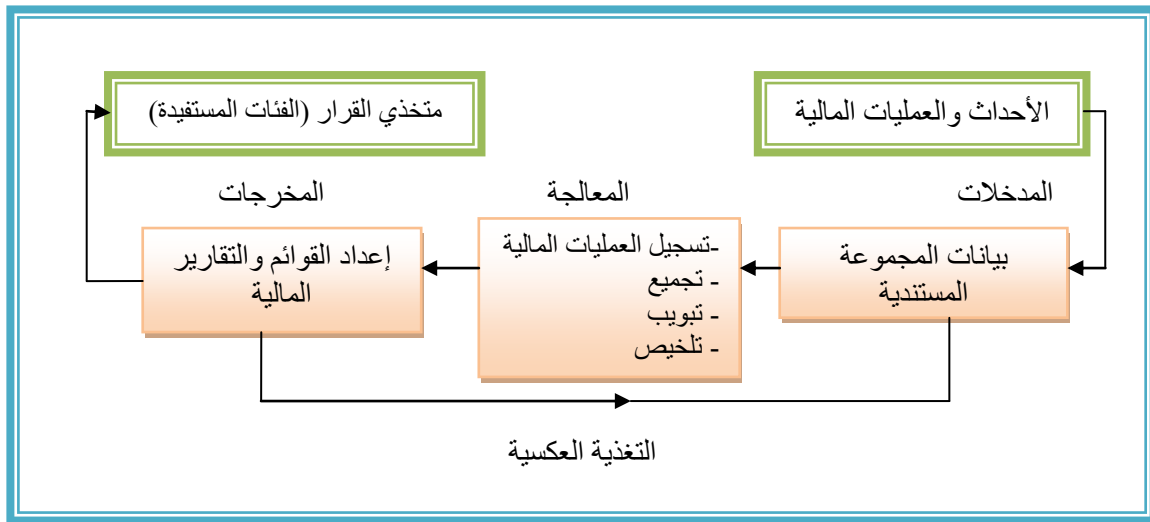 الأحداث والعمليات المالية
متخذي القرار (الفئات المستفيدة)
المدخلات
المعالجة
المخرجات
بيانات المجموعة
المستندية
-تسجيل العمليات المالية
- تجميع
- تبويب
- تلخيص
إعداد القوائم والتقارير
المالية
التغذية العكسية